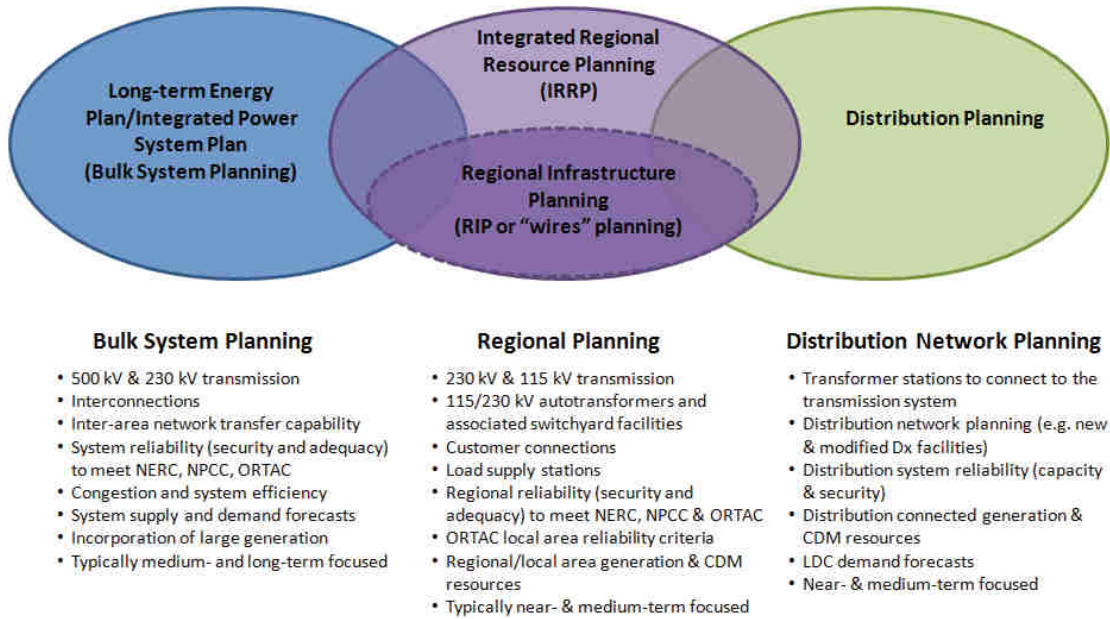 Long-term Energy
Plan/Integrated Power
System Plan
(Bulk System Planning)
Integrated Regional
Resource Planning
(IRRP)
Regional Infrastructure
Planning
(RIP or “wires” planning)
Distribution Planning
Bulk System Planning
• 500 kV & 230 kV transmission
• Interconnections
• Inter-area network transfer capability
• System reliability (security and adequacy)
to meet NERC, NPCC, ORTAC
• Congestion and system efficiency
• System supply and demand forecasts
• Incorporation of large generation
• Typically medium- and long-term focused
Regional Planning
• 230 kV & 115 kV transmission
• 115/230 kV autotransformers and
associated switchyard facilities
• Customer connections
• Load supply stations
• Regional reliability (security and
adequacy) to meet NERC, NPCC & ORTAC
• ORTAC local area reliability criteria
• Regional/local area generation & CDM
resources
• Typically near- & medium-term focused
Distribution Network Planning
• Transformer stations to connect to the
transmission system
• Distribution network planning (e.g. new
& modified Dx facilities)
• Distribution system reliability (capacity
& security)
• Distribution connected generation &
CDM resources
• LDC demand forecasts
• Near- & medium-term focused